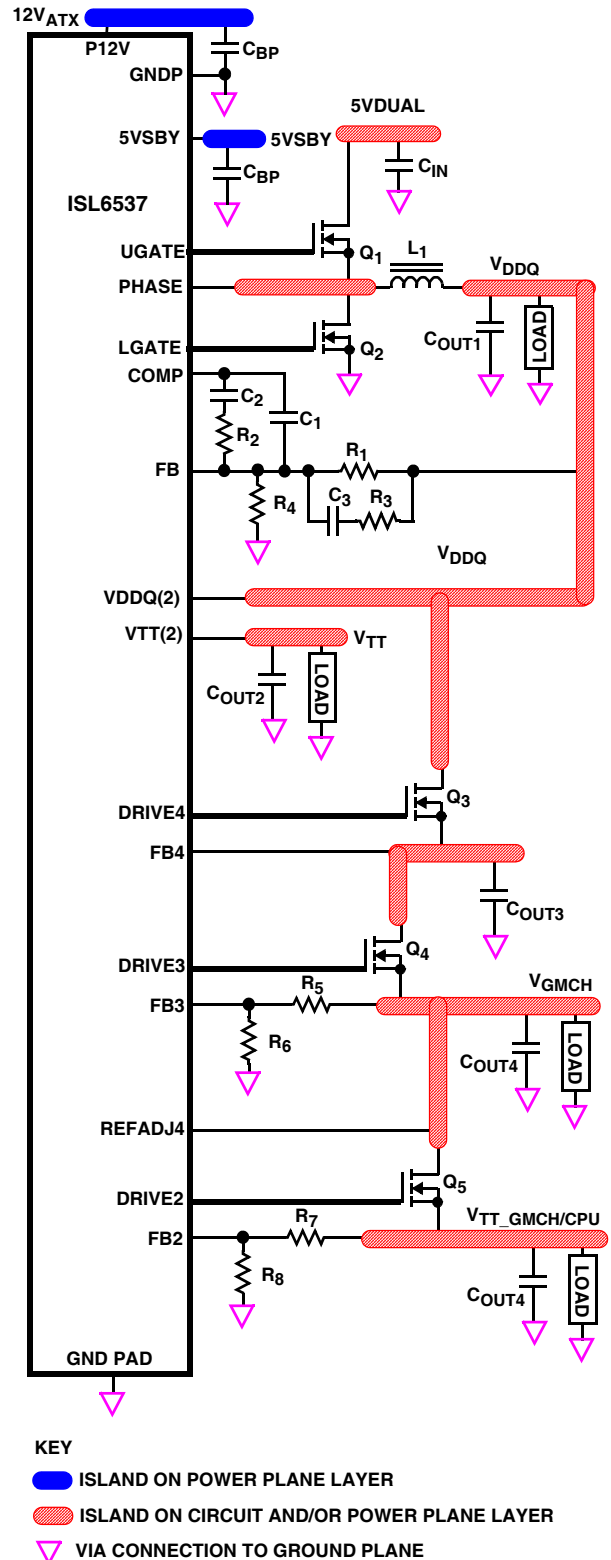 12VATX
P12V
CBP
GNDP
5VDUAL
5VSBY
5VSBY
CBP
CIN
ISL6537
UGATE
Q1
L1
PHASE
VDDQ
LGATE
Q2
COUT1
LOAD
COMP
C2
C1
R2
FB
R1
R4
C3
R3
VDDQ
VDDQ(2)
VTT(2)
VTT
COUT2
LOAD
Q3
DRIVE4
FB4
COUT3
Q4
DRIVE3
R5
VGMCH
FB3
R6
COUT4
LOAD
REFADJ4
Q5
DRIVE2
R7
VTT_GMCH/CPU
FB2
R8
COUT4
LOAD
GND PAD
KEY
ISLAND ON POWER PLANE LAYER
ISLAND ON CIRCUIT AND/OR POWER PLANE LAYER
VIA CONNECTION TO GROUND PLANE